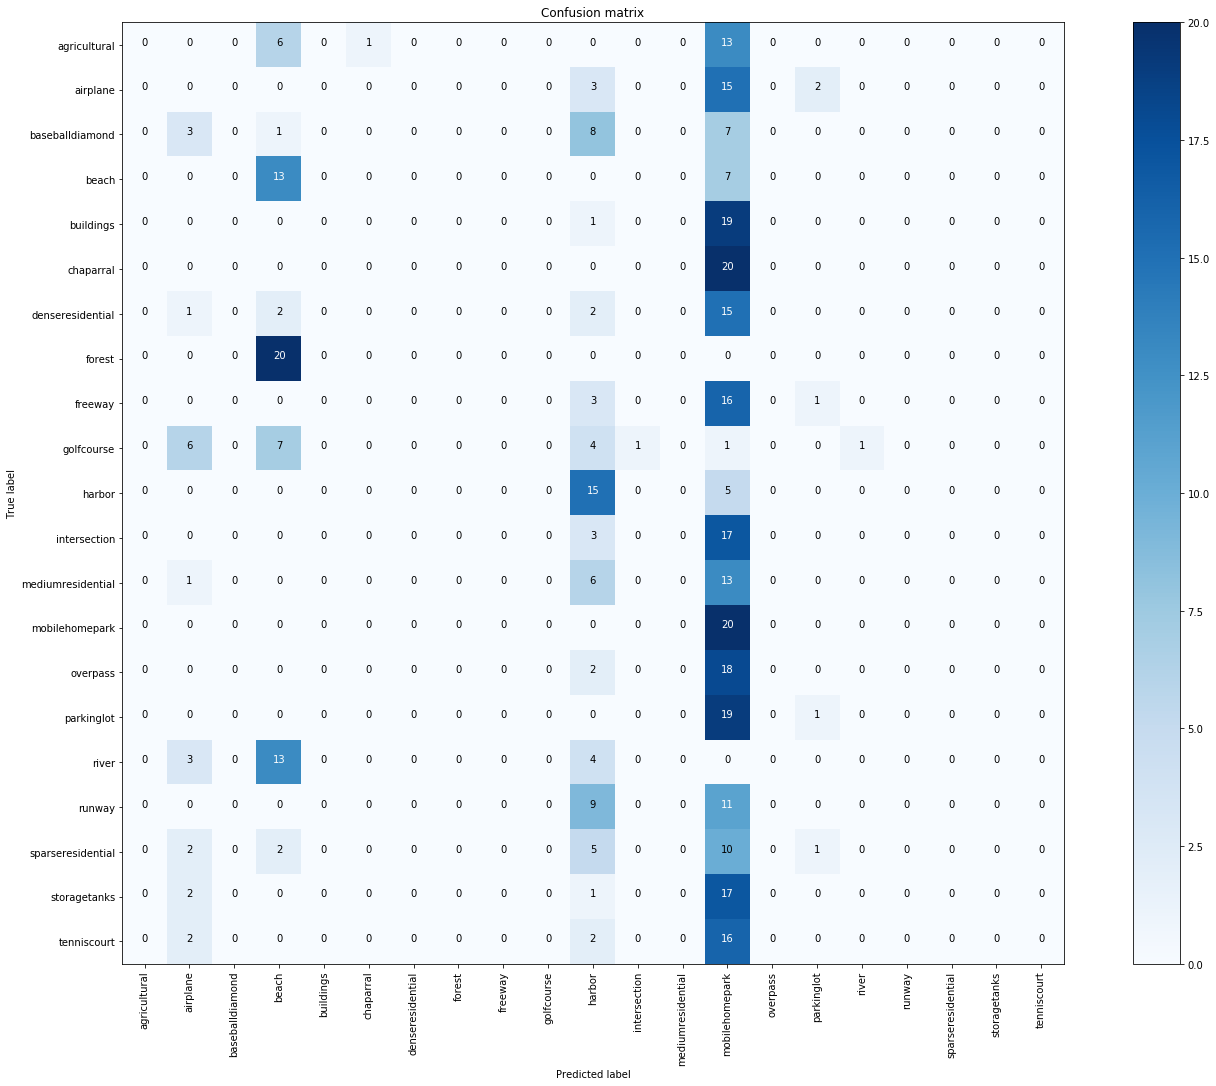 Confusion matrix
agricultural 0 0 0 6 0 1 0 0 0 0 0 0 0 13 0 0 0 0 0 0 0
airplane 0 0 0 0 0 0 0 0 0 0 3 0 0 15 0 2 0 0 0 0 0
baseballdiamond 0 3 0 1 0 0 0 0 0 0 8 0 0 7 0 0 0 0 0 0 0
beach 0 0 0 13 0 0 0 0 0 0 0 0 0 7 0 0 0 0 0 0 0
buildings 0 0 0 0 0 0 0 0 0 0 1 0 0 19 0 0 0 0 0 0 0
chaparral 0 0 0 0 0 0 0 0 0 0 0 0 0 20 0 0 0 0 0 0 0
denseresidential 0 1 0 2 0 0 0 0 0 0 2 0 0 15 0 0 0 0 0 0 0
forest 0 0 0 20 0 0 0 0 0 0 0 0 0 0 0 0 0 0 0 0 0
freeway 0 0 0 0 0 0 0 0 0 0 3 0 0 16 0 1 0 0 0 0 0
golfcourse 0 6 0 7 0 0 0 0 0 0 4 1 0 1 0 0 1 0 0 0 0
harbor 0 0 0 0 0 0 0 0 0 0 15 0 0 5 0 0 0 0 0 0 0
intersection 0 0 0 0 0 0 0 0 0 0 3 0 0 17 0 0 0 0 0 0 0
mediumresidential 0 1 0 0 0 0 0 0 0 0 6 0 0 13 0 0 0 0 0 0 0
mobilehomepark 0 0 0 0 0 0 0 0 0 0 0 0 0 20 0 0 0 0 0 0 0
overpass 0 0 0 0 0 0 0 0 0 0 2 0 0 18 0 0 0 0 0 0 0
parkinglot 0 0 0 0 0 0 0 0 0 0 0 0 0 19 0 1 0 0 0 0 0
river 0 3 0 13 0 0 0 0 0 0 4 0 0 0 0 0 0 0 0 0 0
runway 0 0 0 0 0 0 0 0 0 0 9 0 0 11 0 0 0 0 0 0 0
sparseresidential 0 2 0 2 0 0 0 0 0 0 5 0 0 10 0 1 0 0 0 0 0
storagetanks 0 2 0 0 0 0 0 0 0 0 1 0 0 17 0 0 0 0 0 0 0
tenniscourt 0 2 0 0 0 0 0 0 0 0 2 0 0 16 0 0 0 0 0 0 0
True label
agricultural
airplane
baseballdiamond
beach
buildings
chaparral
denseresidential
forest
freeway
golfcourse
harbor
intersection
mediumresidential
mobilehomepark
overpass
parkinglot
river
runway
sparseresidential
storagetanks
tenniscourt
Predicted label
20.0
17.5
15.0
12.5
10.0
7.5
5.0
2.5
0.0